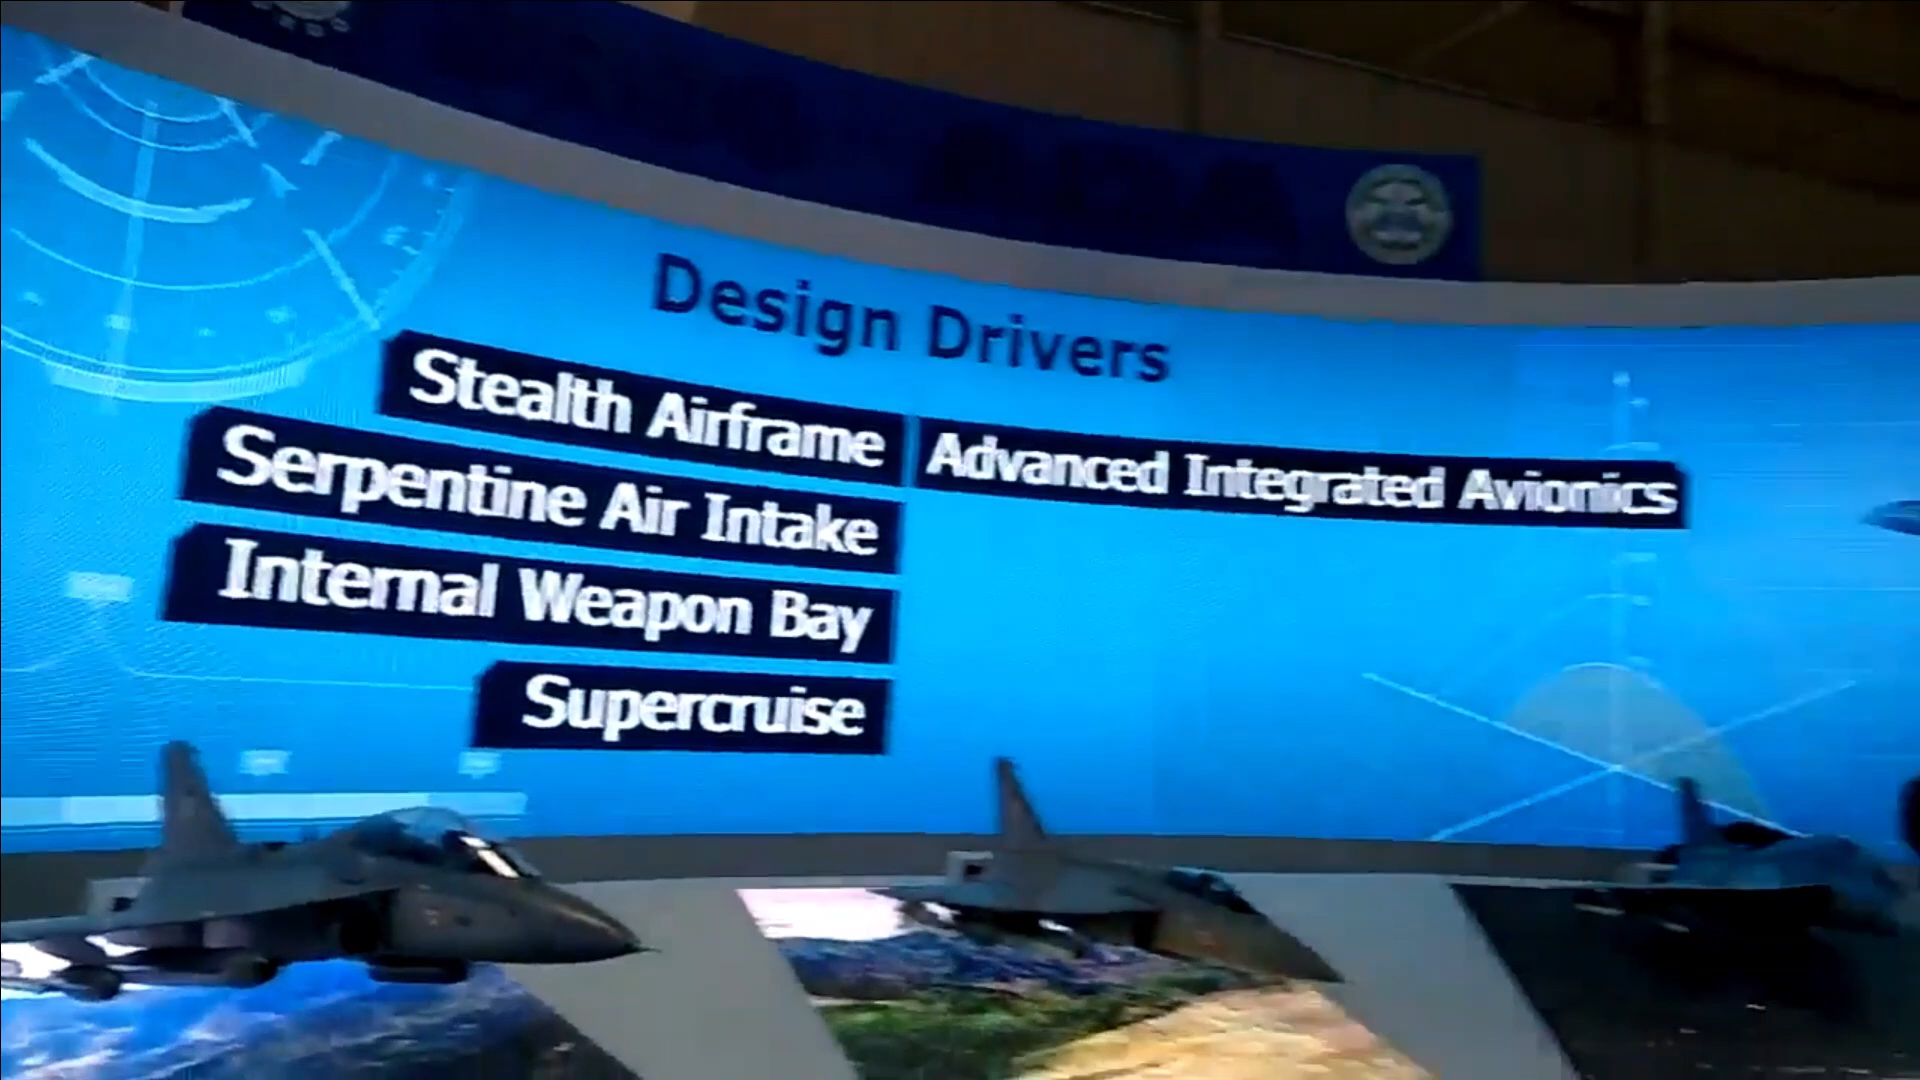 Design Drivers
Stealth Airframe
Advanced Integrated Avionics
Serpentine Air Intake
Internal Weapon Bay
Supercruise